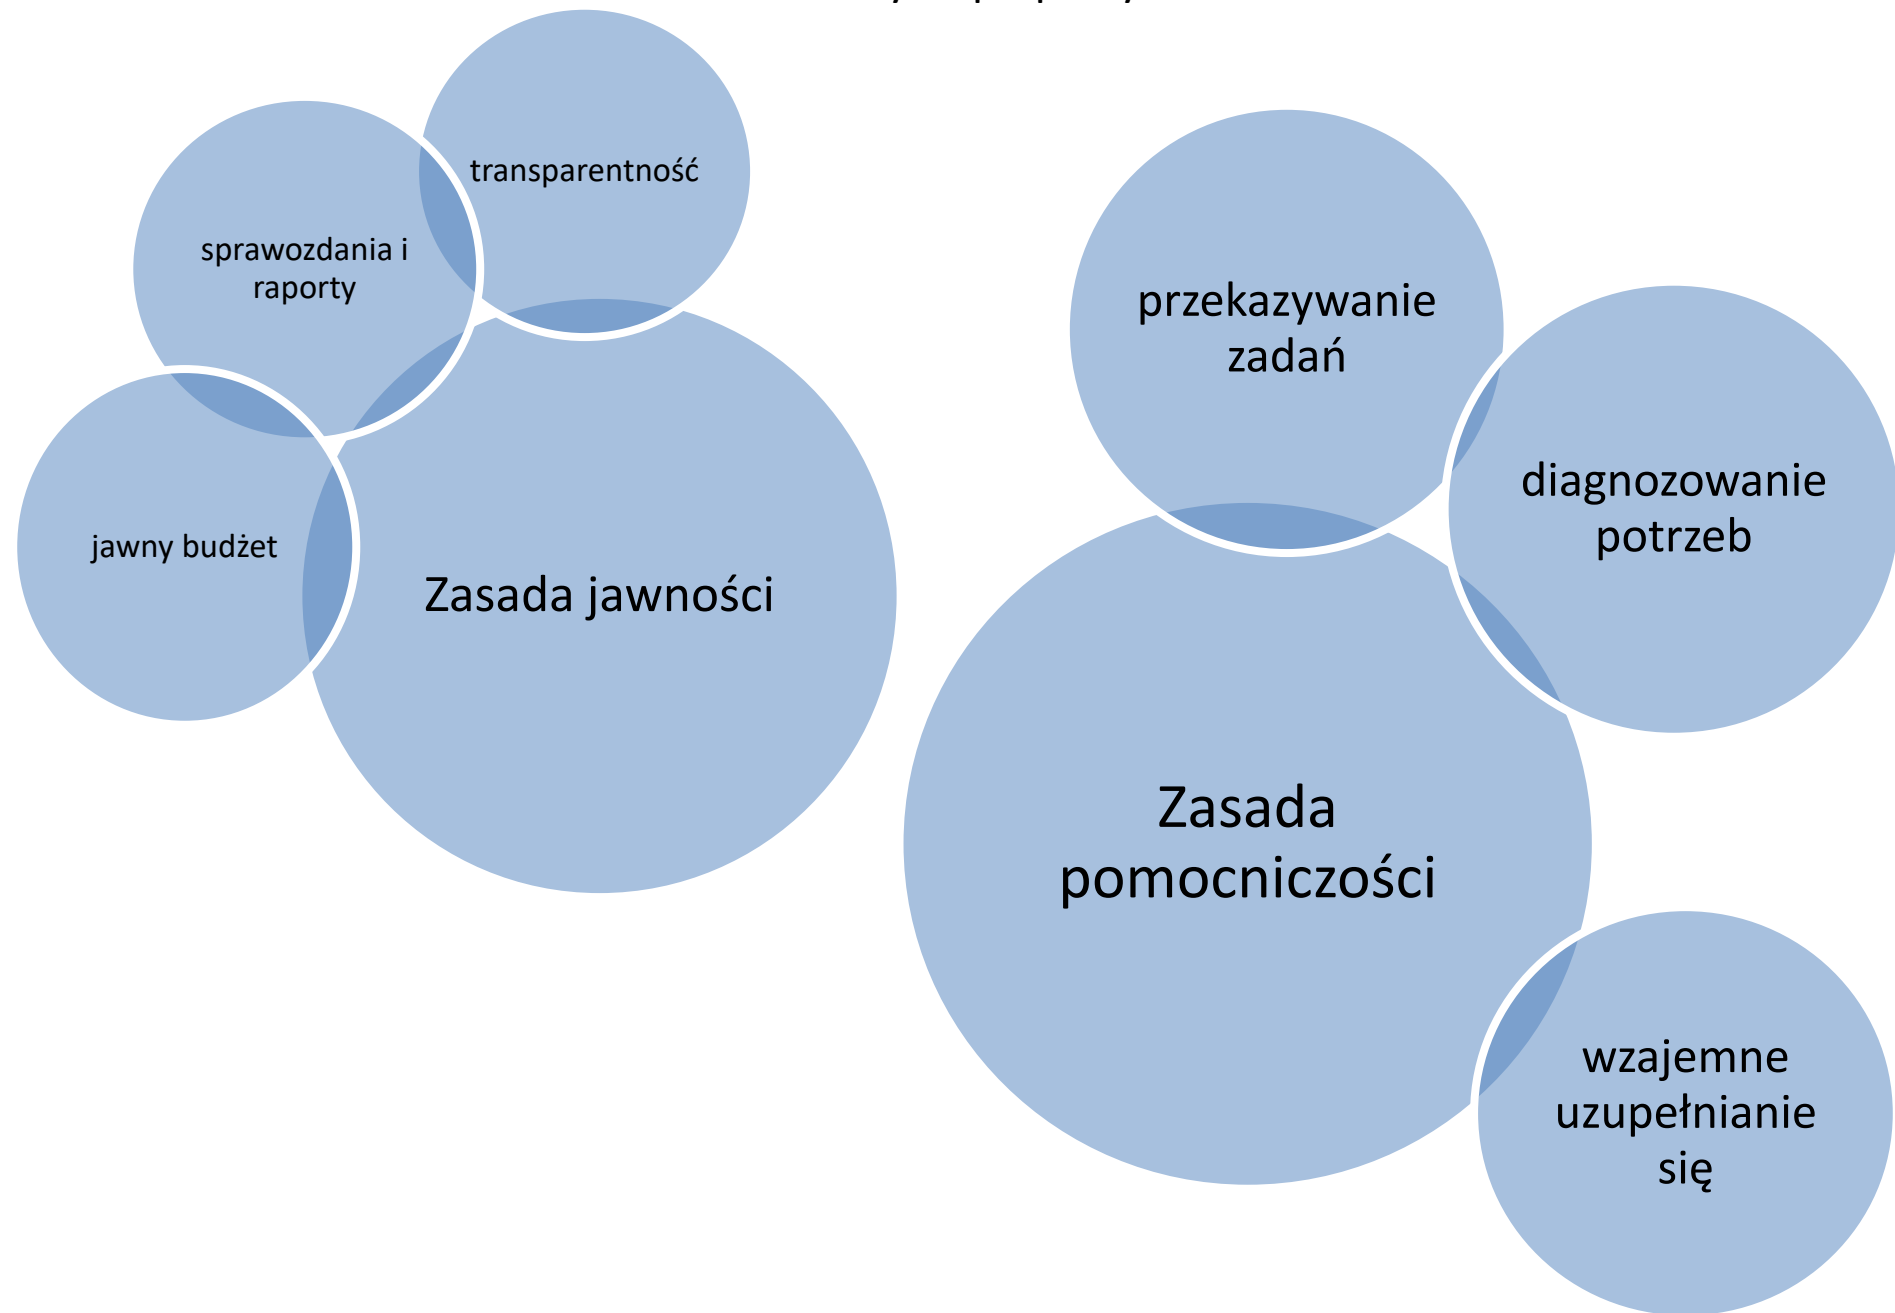 transparentność
sprawozdania i
raporty
jawny budżet
Zasada jawności
przekazywanie
zadań
diagnozowanie
potrzeb
Zasada
pomocniczości
wzajemne
uzupełnianie
się